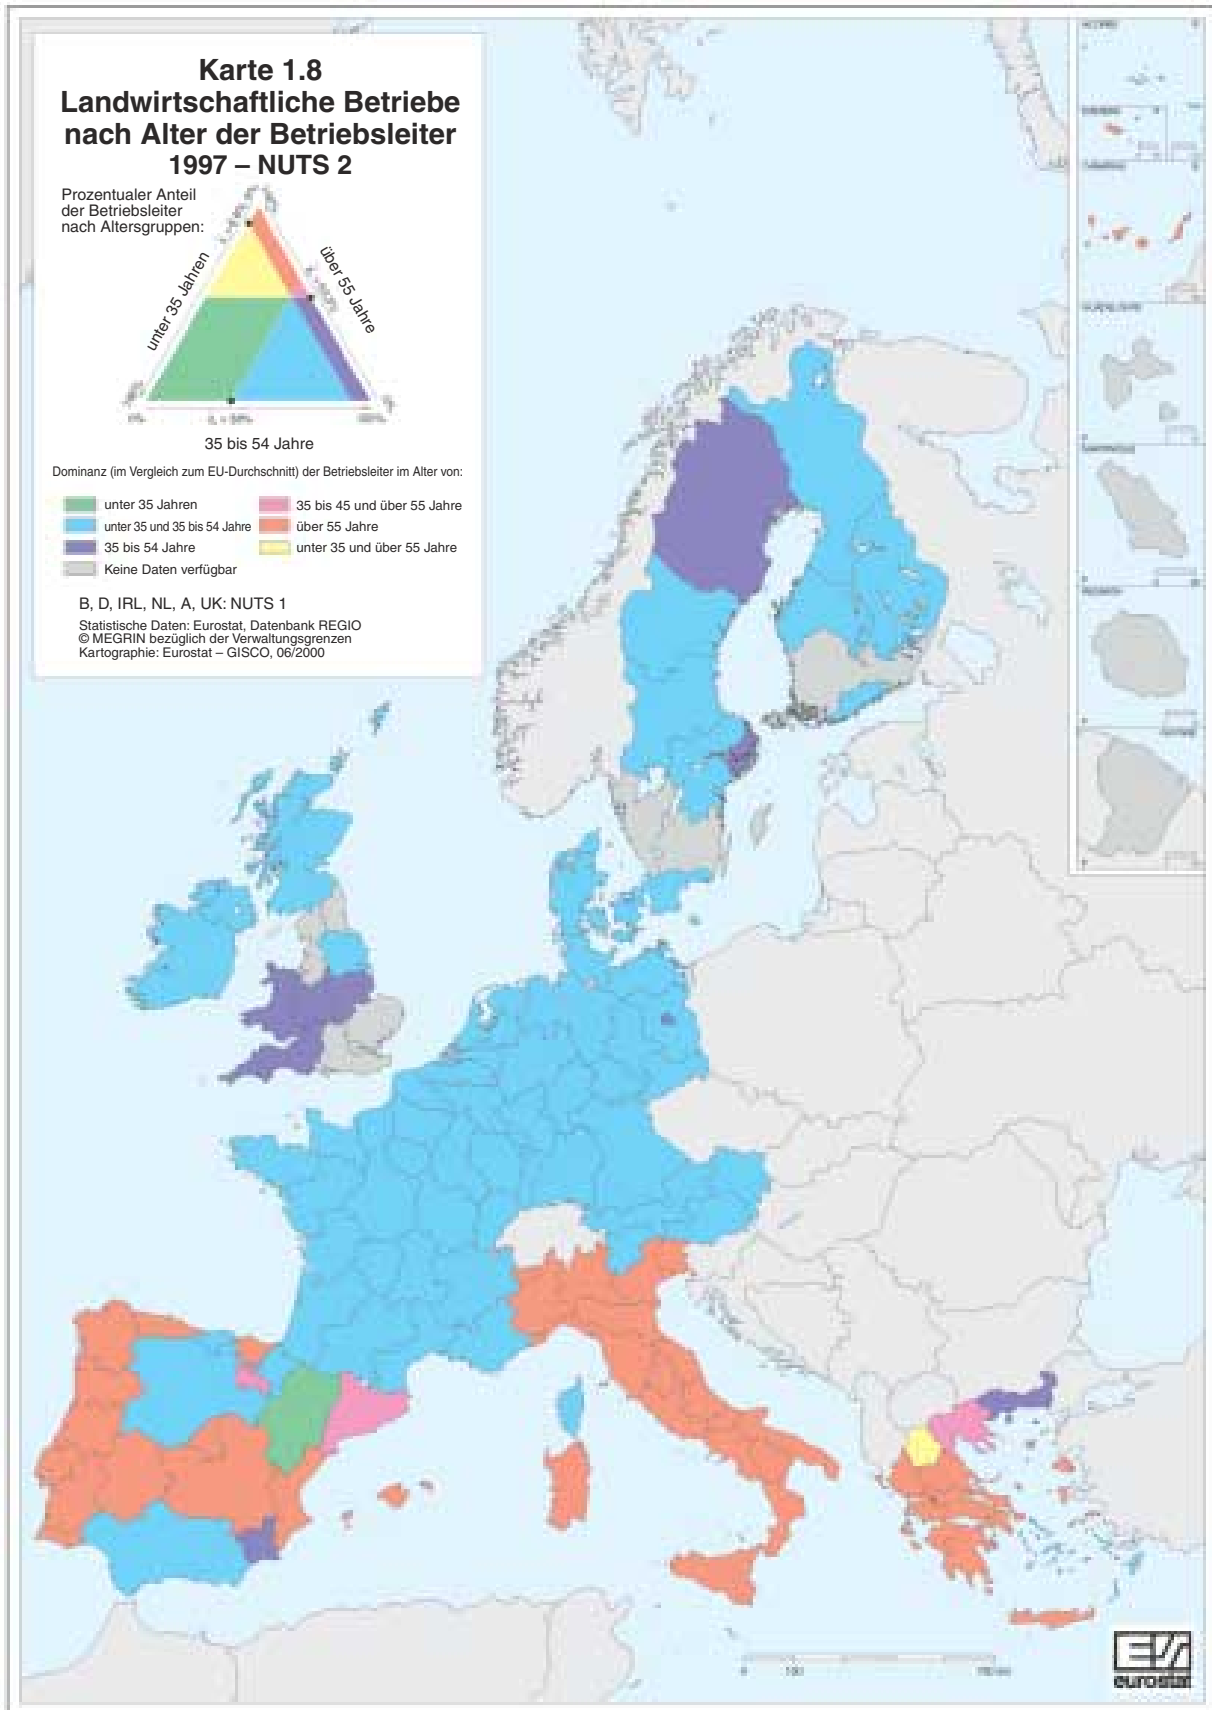 Karte 1.8
Landwirtschaftliche Betriebe
nach Alter der Betriebsleiter
1997 – NUTS 2
Prozentualer Anteil
der Betriebsleiter
nach Altersgruppen:
unter 35 Jahren
über 55 Jahre
35 bis 54 Jahre
Dominanz (im Vergleich zum EU-Durchschnitt) der Betriebsleiter im Alter von:
unter 35 Jahren
35 bis 45 und über 55 Jahre
unter 35 und 35 bis 54 Jahre
über 55 Jahre
35 bis 54 Jahre
unter 35 und über 55 Jahre
Keine Daten verfügbar
B, D, IRL, NL, A, UK: NUTS 1
Statistische Daten: Eurostat, Datenbank REGIO
© MEGRIN bezüglich der Verwaltungsgrenzen
Kartographie: Eurostat – GISCO, 06/2000
0 100
eurostat